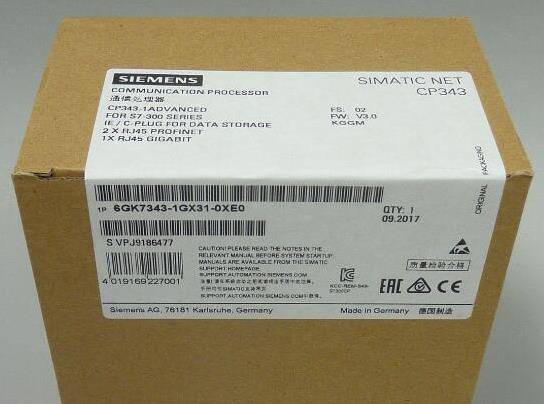 SIEMENS
SIMATIC NET
CP343
COMMUNICATION PROCESSOR
通信处理器
CP343-1ADVANCED
FOR S7-300 SERIES
IE / C-PLUG FOR DATA STORAGE
2 X RJ45 PROFINET
1X RJ45 GIGABIT
FS: 02
FW: V3.0
KGGM
ORIGINAL PACKAGING
1P 6GK7343-1GX31-0XE0
QTY: 1
09.2017
S VPJ9186477
CAUTION! PLEASE READ THE NOTES IN THE
RELEVANT MANUAL BEFORE SYSTEM STARTUP.
MANUALS ARE AVAILABLE FROM THE SIMATIC
SUPPORT HOMEPAGE.
SUPPORT.AUTOMATION.SIEMENS.COM
SUPPORT.AUTOMATION.SIEMENS.COM
质量检验合格
4 019169 227001
EAC CE
Siemens AG, 76181 Karlsruhe, Germany
Made in Germany 德国制造